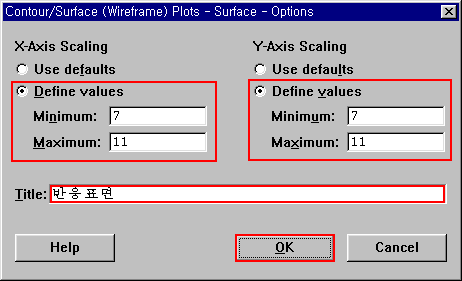 Contour/Surface (Wireframe) Plots - Surface - Options
X-Axis Scaling
Y-Axis Scaling
Use defaults
Use defaults
Define values
Define values
Minimum: 7
Minimum: 7
Maximum: 11
Maximum: 11
Title: 반응표면
Help
OK
Cancel